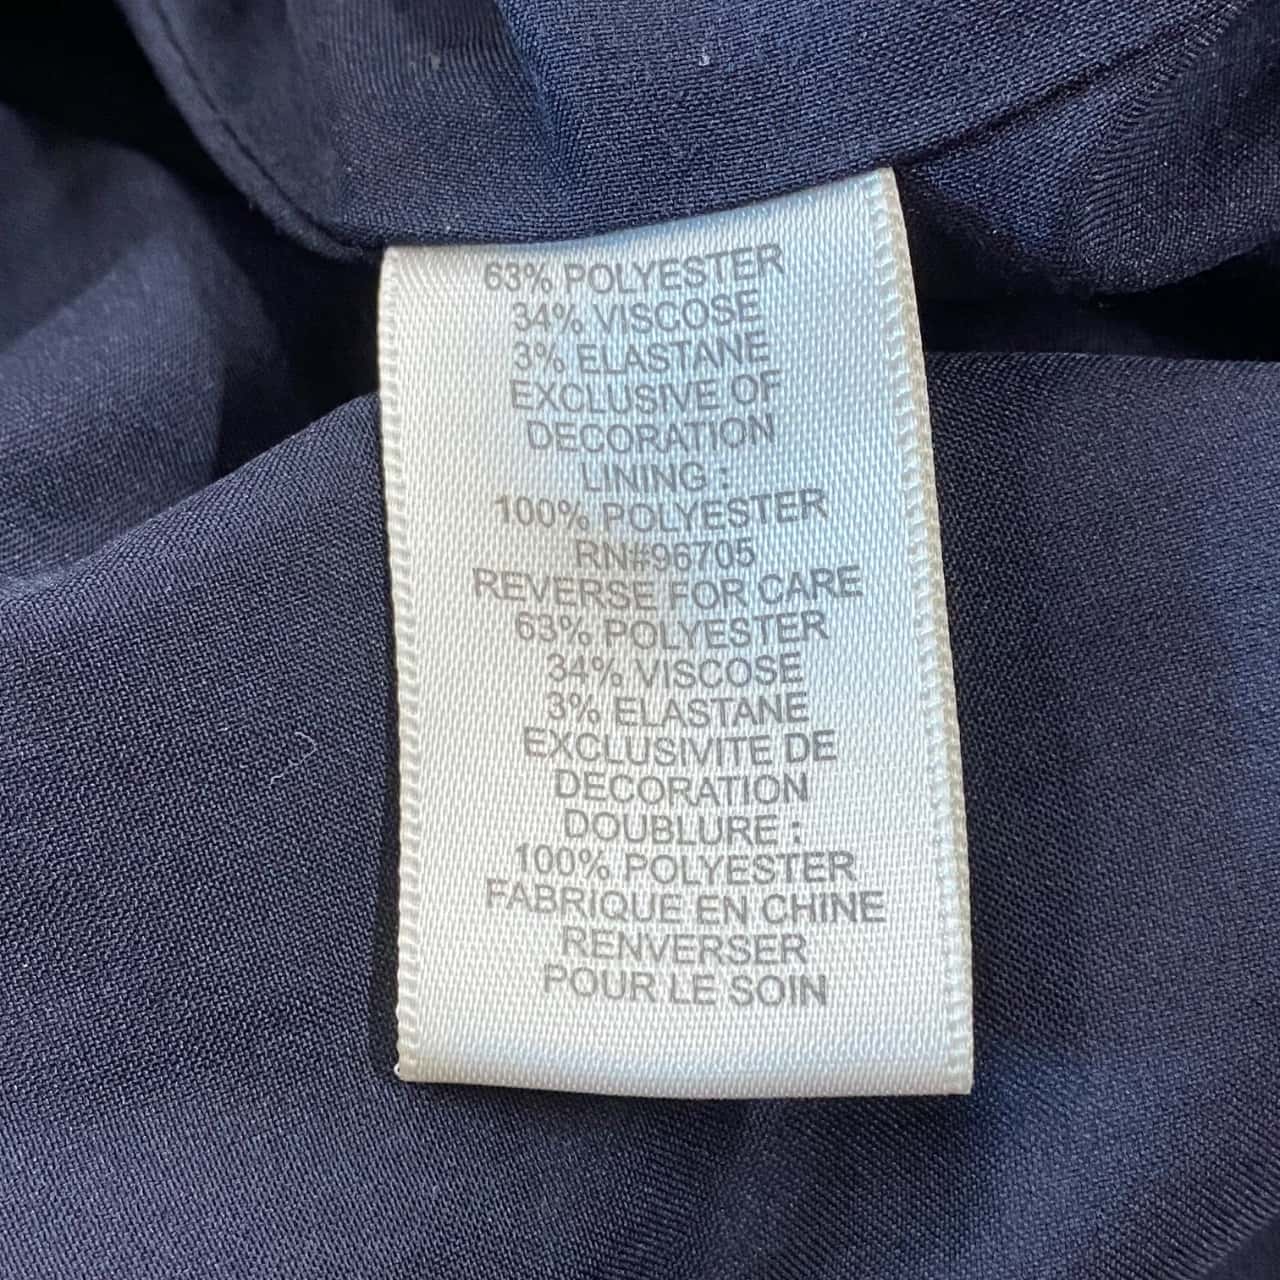 63% POLYESTER
34% VISCOSE
3% ELASTANE
EXCLUSIVE OF
DECORATION
LINING :
100% POLYESTER
RN#96705
REVERSE FOR CARE
63% POLYESTER
34% VISCOSE
3% ELASTANE
EXCLUSIVITE DE
DECORATION
DOUBLURE :
100% POLYESTER
FABRIQUE EN CHINE
RENVERSER
POUR LE SOIN